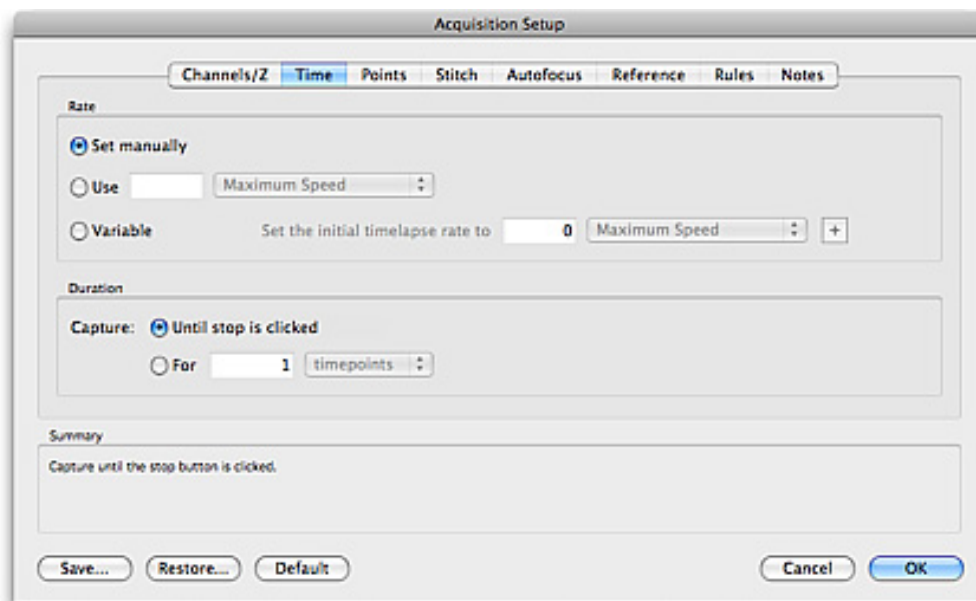 Acquisition Setup
Channels/Z Time Points Stitch Autofocus Reference Rules Notes
Rate
Set manually
Use Maximum Speed
Variable Set the initial timelapse rate to 0 Maximum Speed +
Duration
Capture: Until stop is clicked
For 1 timepoints
Summary
Capture until the stop button is clicked.
Save... Restore... Default Cancel OK